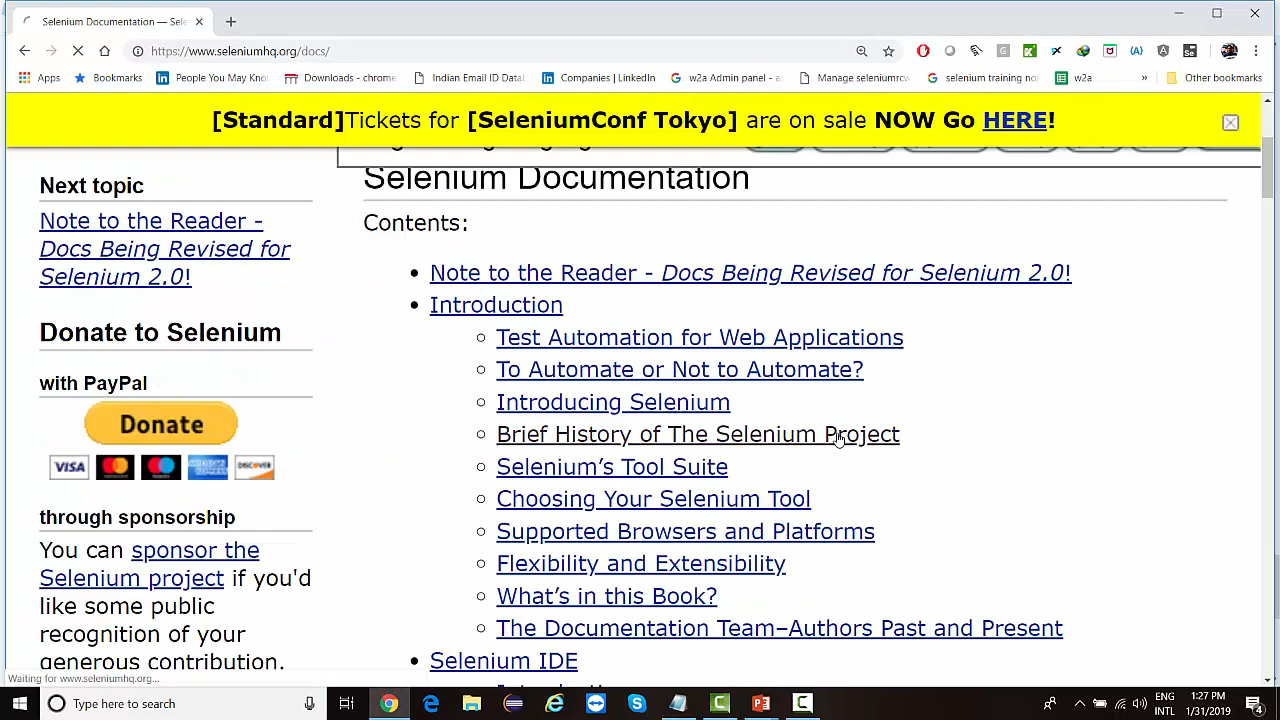 Selenium Documentation — Sele
https://www.seleniumhq.org/docs/
Apps
Bookmarks
People You May Kno
Downloads - chrome
Indian Email ID Data
Companies | LinkedIn
w2a Author panel - a
Manage seleniumrcw
selenium training no
w2a
»
Other bookmarks
[Standard]Tickets for [SeleniumConf Tokyo] are on sale NOW Go HERE!
Next topic
Note to the Reader -
Docs Being Revised for
Selenium 2.0!
Donate to Selenium
with PayPal
Donate
VISA
DISCOVER
through sponsorship
You can sponsor the
Selenium project if you'd
like some public
recognition of your
generous contribution.
Selenium Documentation
Contents:
Note to the Reader - Docs Being Revised for Selenium 2.0!
Introduction
Test Automation for Web Applications
To Automate or Not to Automate?
Introducing Selenium
Brief History of The Selenium Project
Selenium’s Tool Suite
Choosing Your Selenium Tool
Supported Browsers and Platforms
Flexibility and Extensibility
What’s in this Book?
The Documentation Team–Authors Past and Present
Selenium IDE
Waiting for www.seleniumhq.org...
Type here to search
ENG
INTL
1:27 PM
1/31/2019
4